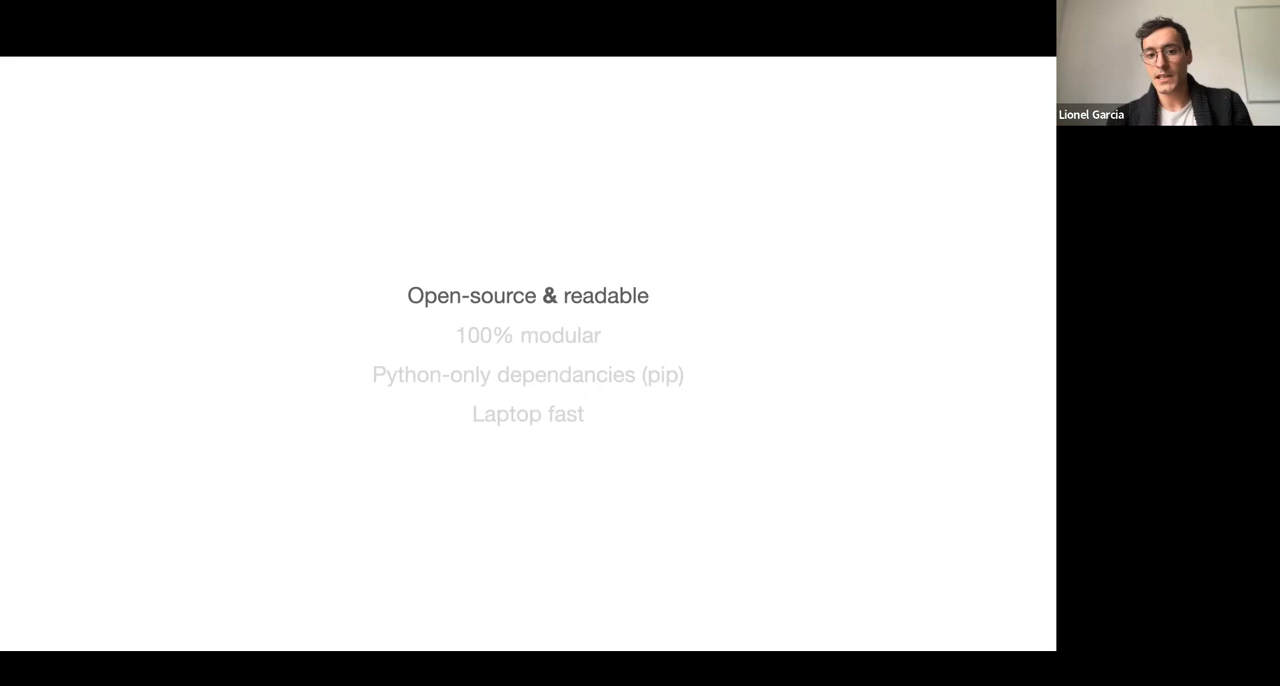 Lionel Garcia
Open-source & readable
100% modular
Python-only dependancies (pip)
Laptop fast